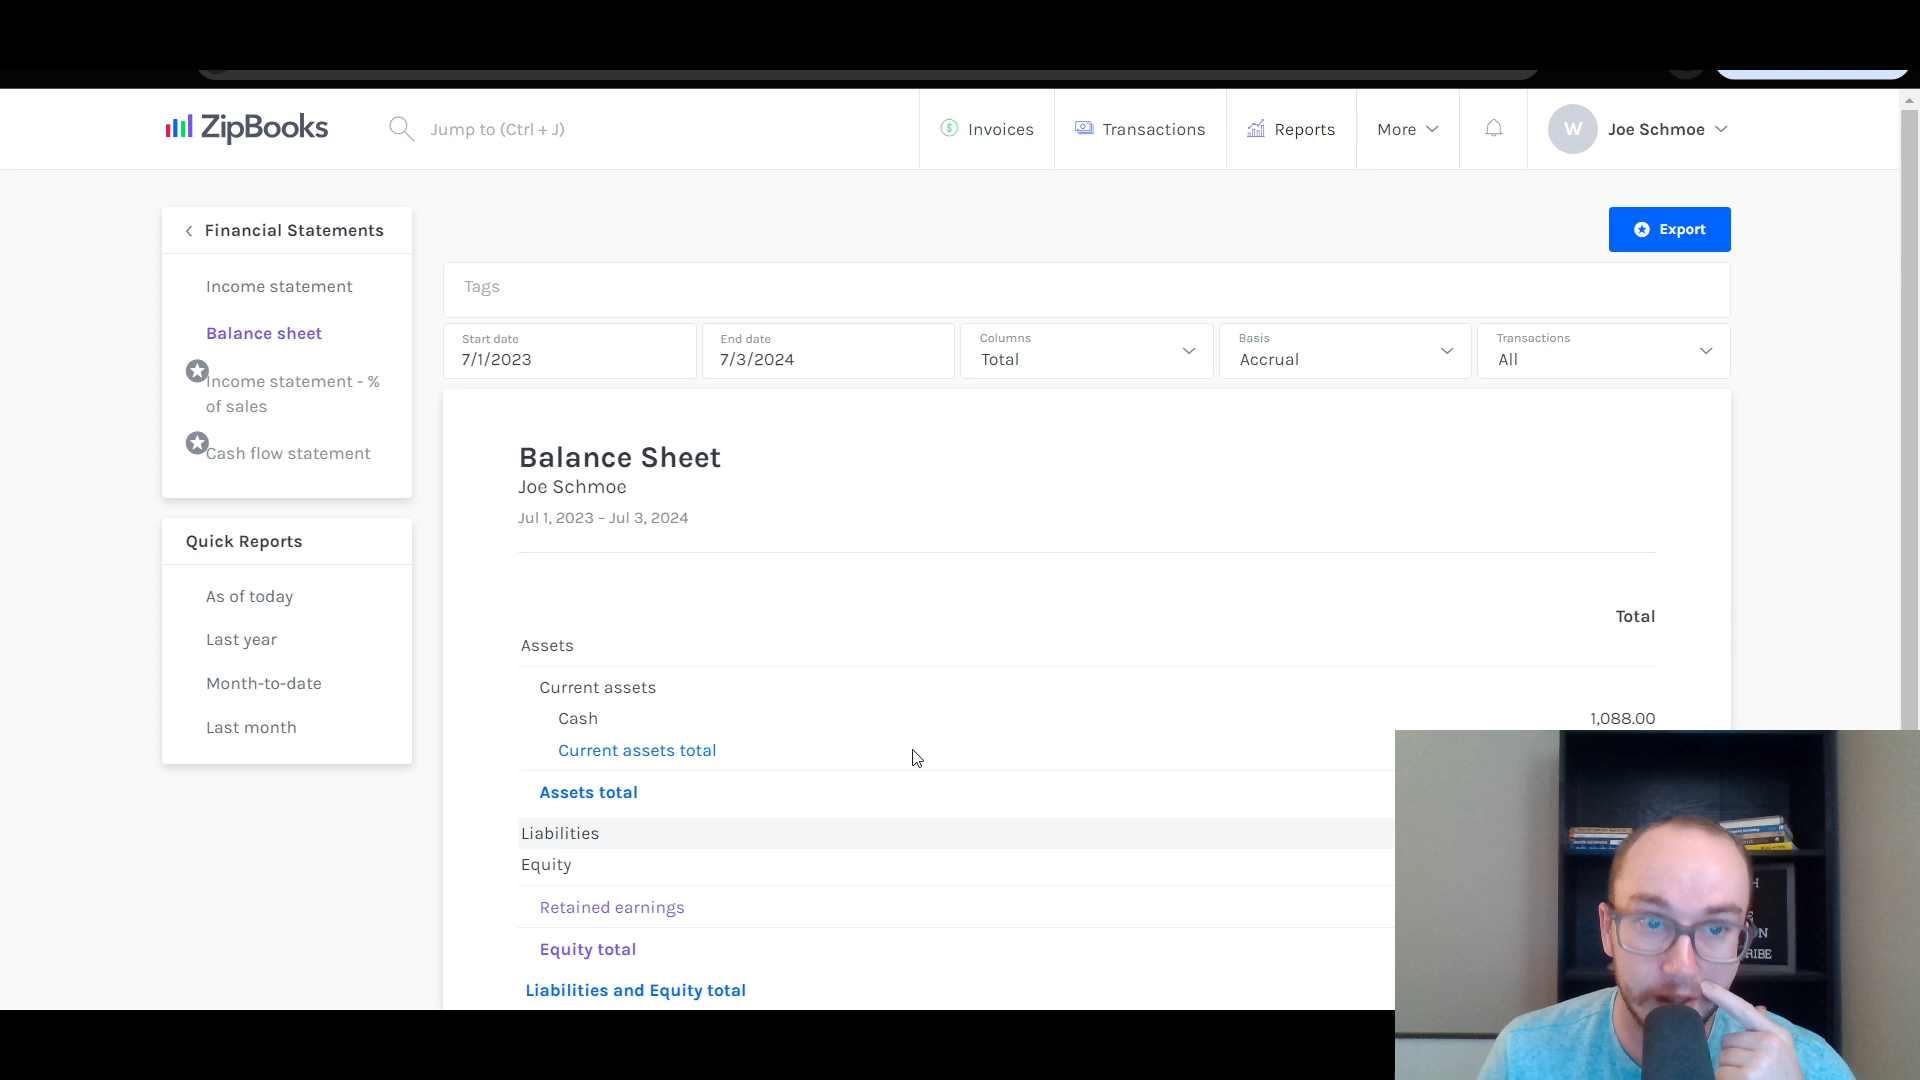 ZipBooks
Jump to (Ctrl + J)
Invoices
Transactions
Reports
More
W
Joe Schmoe
Financial Statements
Income statement
Balance sheet
Income statement - %
of sales
Cash flow statement
Quick Reports
As of today
Last year
Month-to-date
Last month
Export
Tags
Start date
7/1/2023
End date
7/3/2024
Columns
Total
Basis
Accrual
Transactions
All
Balance Sheet
Joe Schmoe
Jul 1, 2023 – Jul 3, 2024
Total
Assets
Current assets
Cash 1,088.00
Current assets total
Assets total
Liabilities
Equity
Retained earnings
Equity total
Liabilities and Equity total